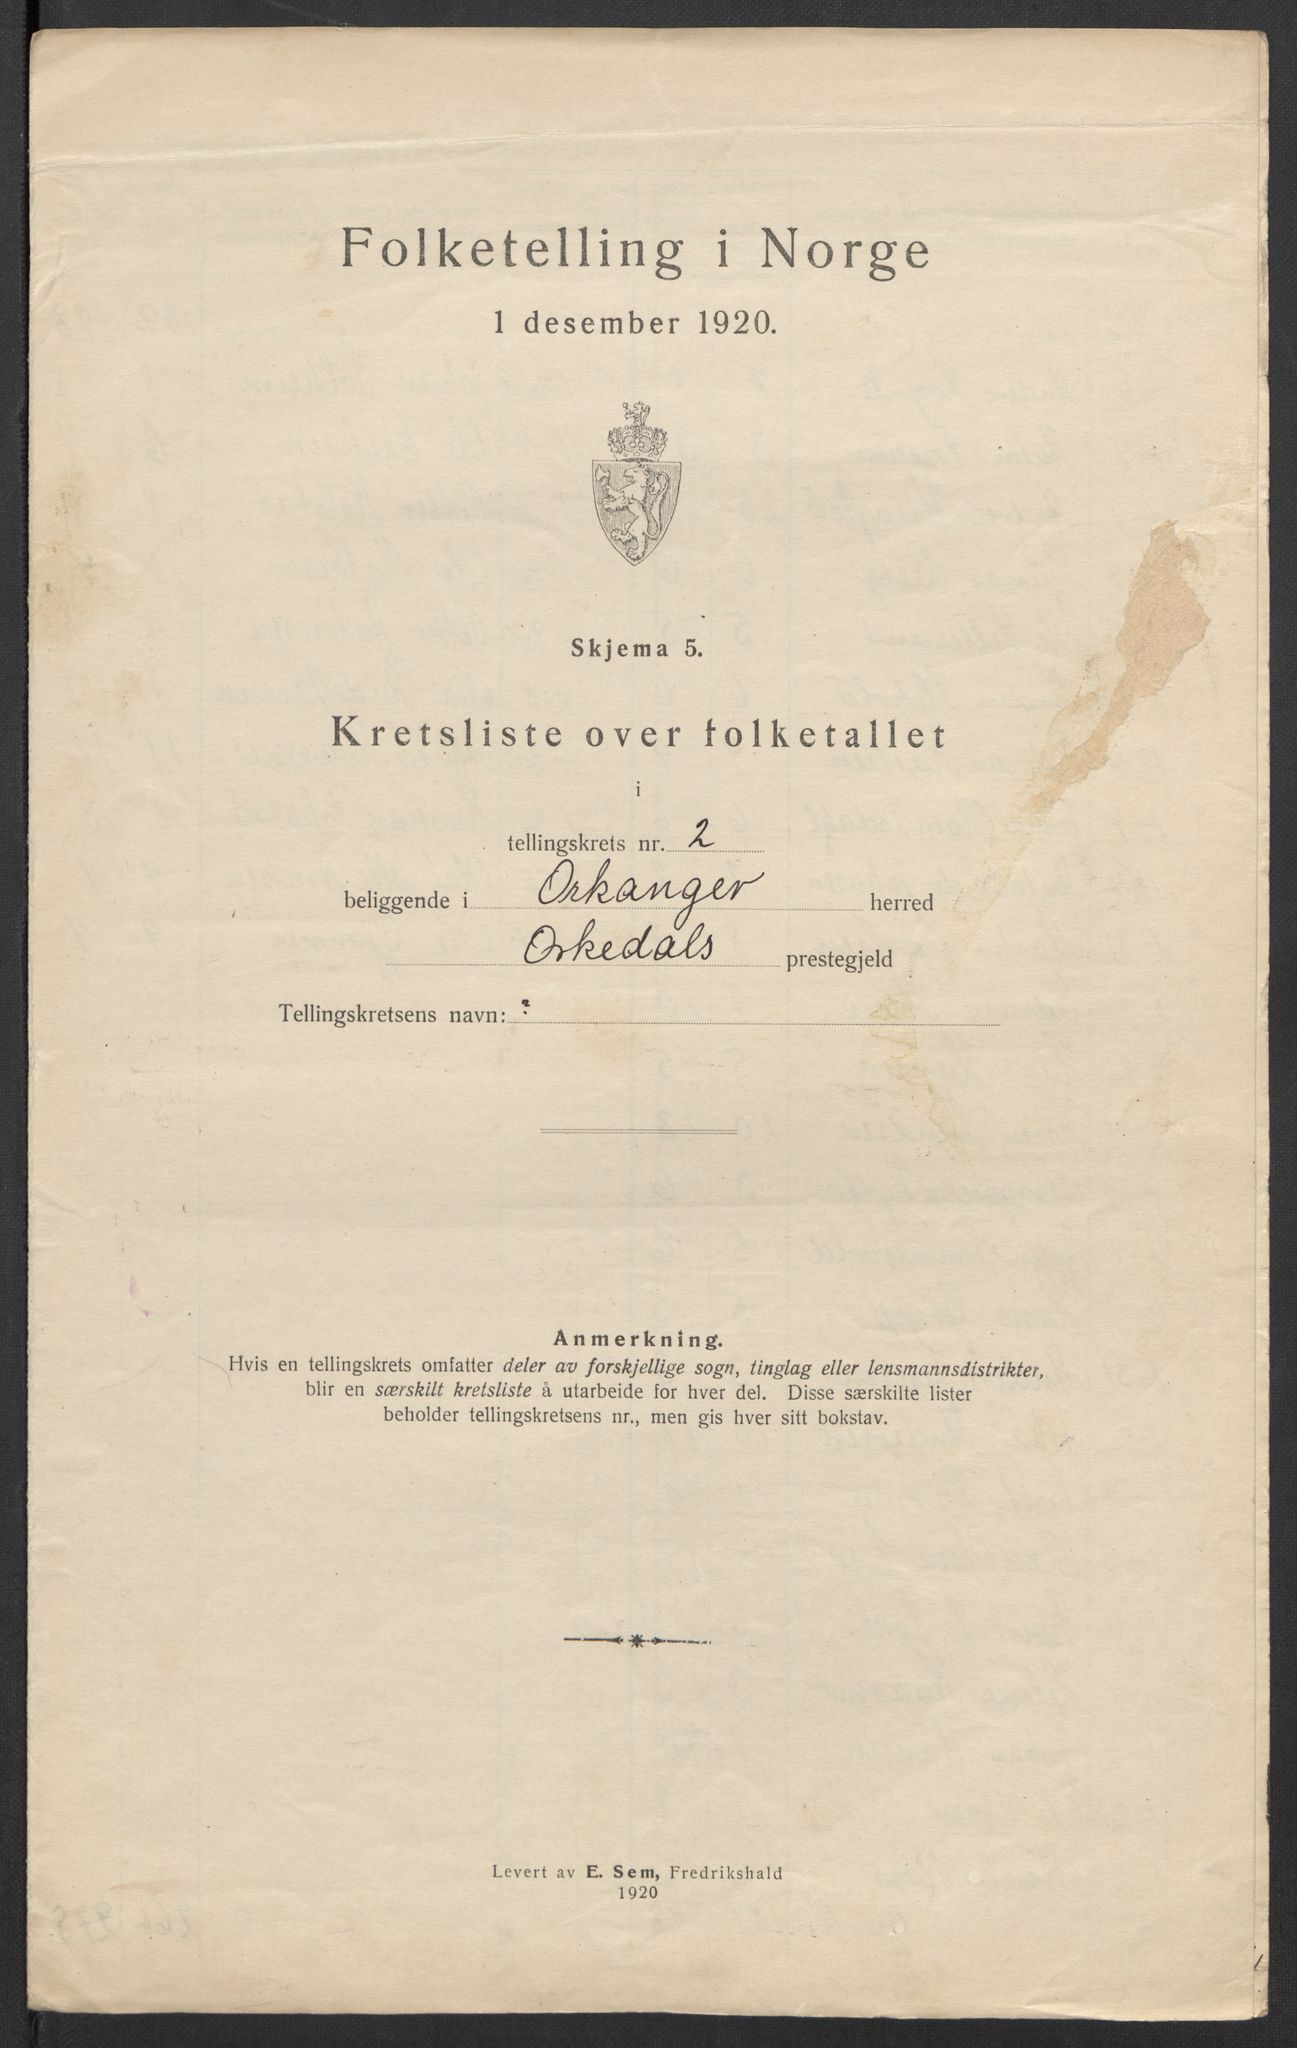 Folketelling i Norge
1 desember 1920.
Skjema 5.
Kretsliste over folketallet
i
tellingskrets nr. 2
beliggende i Orkanger herred
Orkedals prestegjeld
Tellingskretsens navn: ?
Anmerkning.
Hvis en tellingskrets omfatter deler av forskjellige sogn, tinglag eller lensmannsdistrikter,
blir en særskilt kretsliste å utarbeide for hver del. Disse særskilte lister
beholder tellingskretsens nr., men gis hver sitt bokstav.
Levert av E. Sem, Fredrikshald
1920